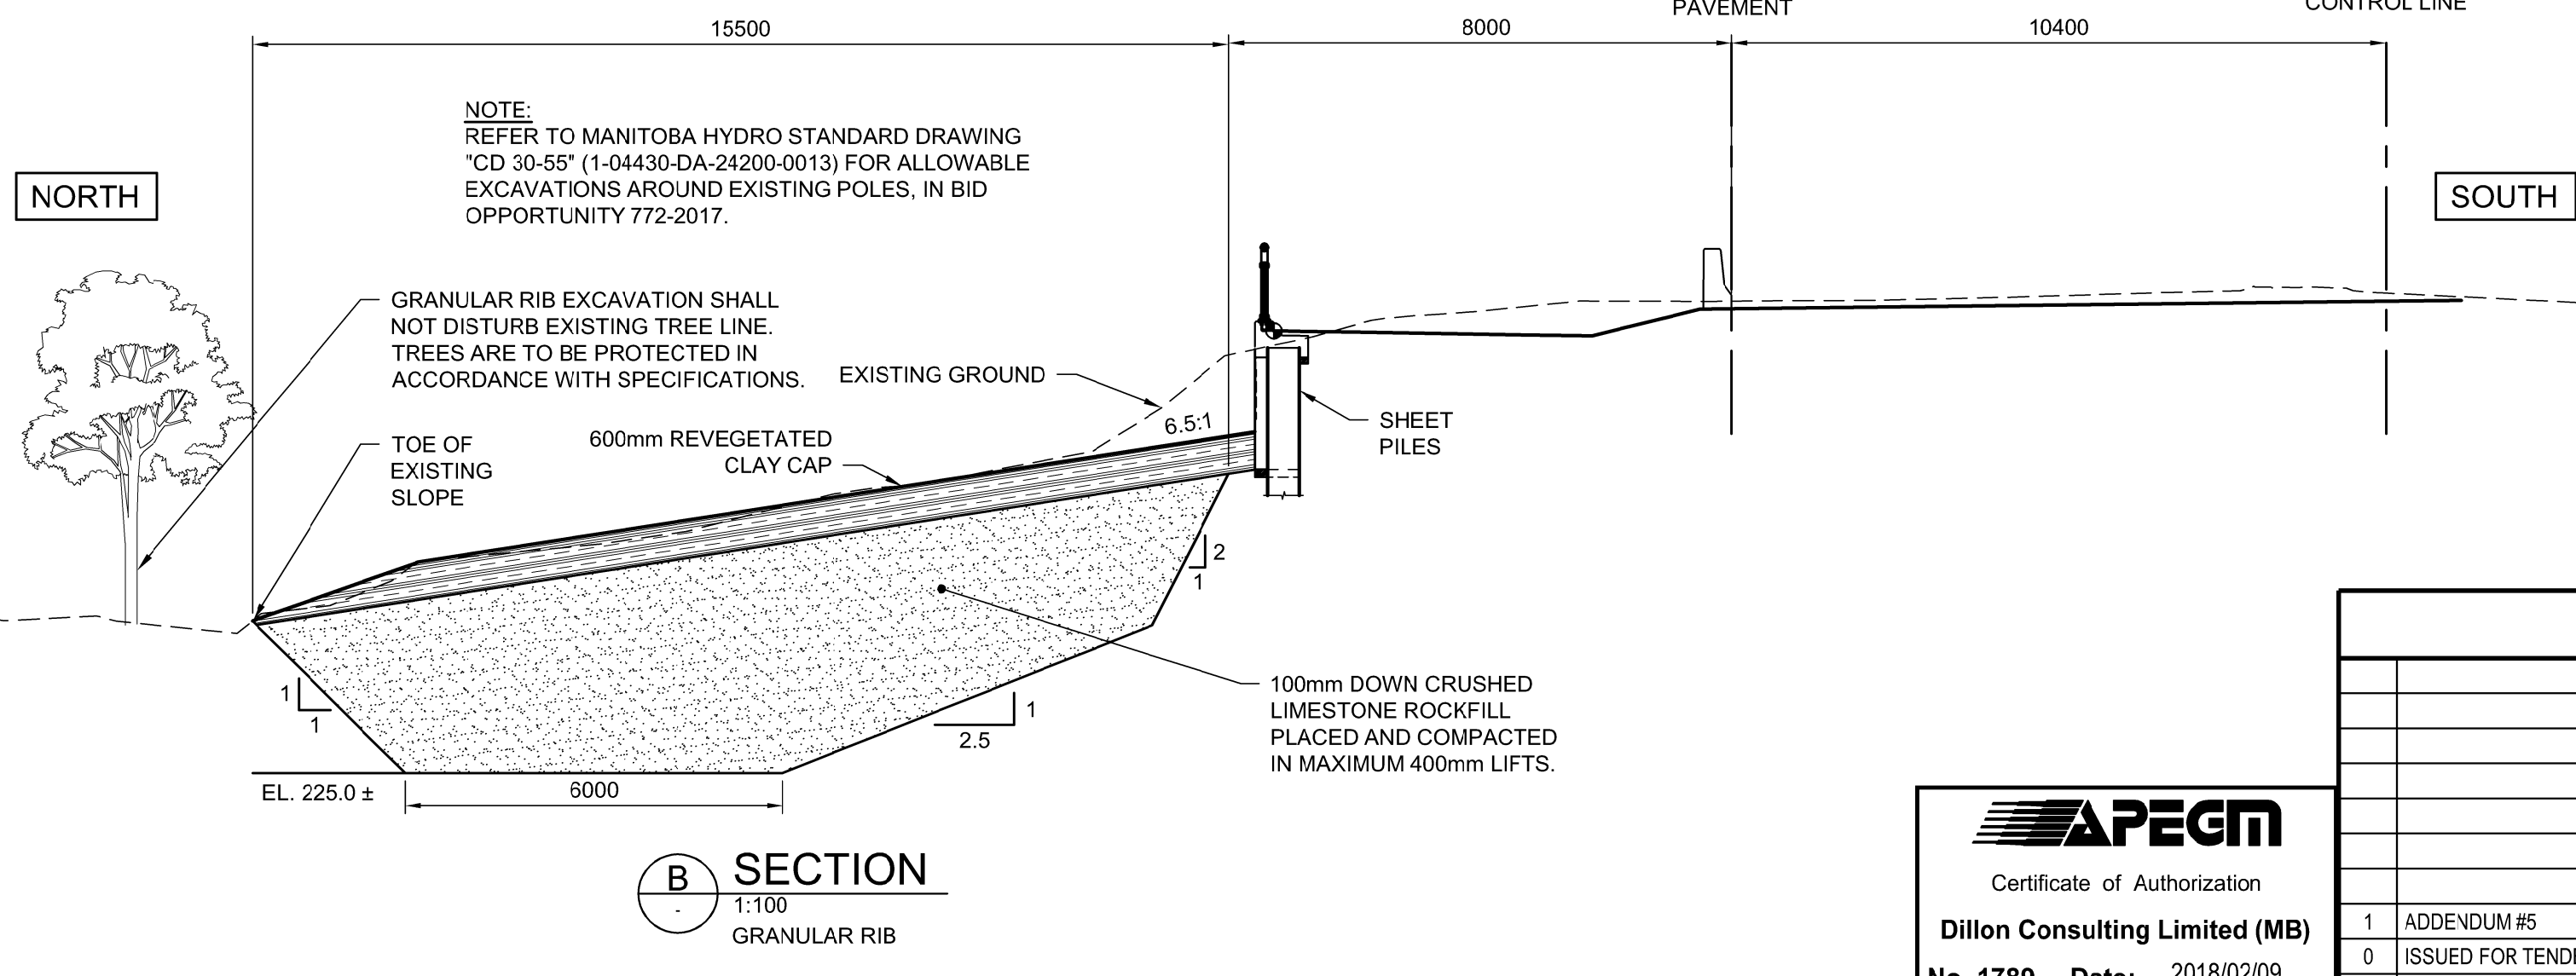 PAVEMENT
CONTROL LINE
15500
8000
10400
NOTE:
REFER TO MANITOBA HYDRO STANDARD DRAWING
"CD 30-55" (1-04430-DA-24200-0013) FOR ALLOWABLE
EXCAVATIONS AROUND EXISTING POLES, IN BID
OPPORTUNITY 772-2017.
NORTH
SOUTH
GRANULAR RIB EXCAVATION SHALL
NOT DISTURB EXISTING TREE LINE.
TREES ARE TO BE PROTECTED IN
ACCORDANCE WITH SPECIFICATIONS.
EXISTING GROUND
6.5:1
SHEET
PILES
TOE OF
EXISTING
SLOPE
600mm REVEGETATED
CLAY CAP
2
1
1
1
1
2.5
100mm DOWN CRUSHED
LIMESTONE ROCKFILL
PLACED AND COMPACTED
IN MAXIMUM 400mm LIFTS.
EL. 225.0 ±
6000
B
-
SECTION
1:100
GRANULAR RIB
APEGM
Certificate of Authorization
Dillon Consulting Limited (MB)
No. 1789 Date: 2018/02/09
1 ADDENDUM #5
0 ISSUED FOR TEND